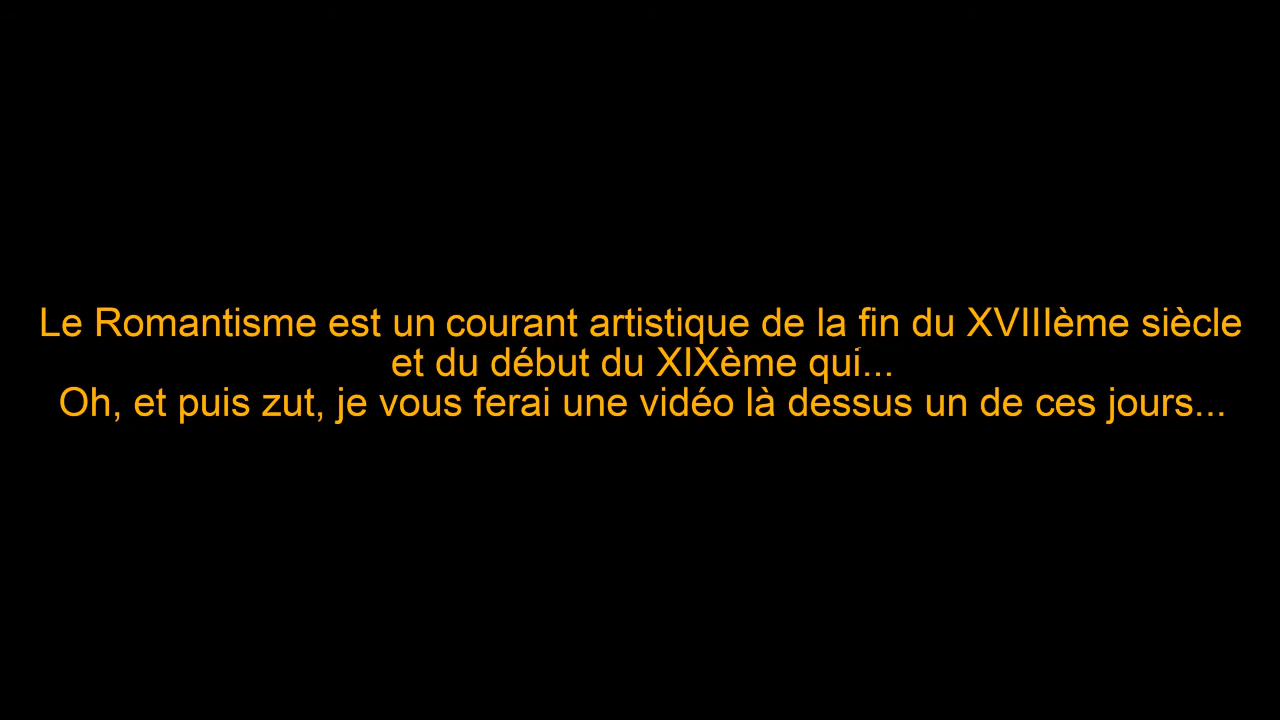 Le Romantisme est un courant artistique de la fin du XVIIIème siècle
et du début du XIXème qui...
Oh, et puis zut, je vous ferai une vidéo là dessus un de ces jours...